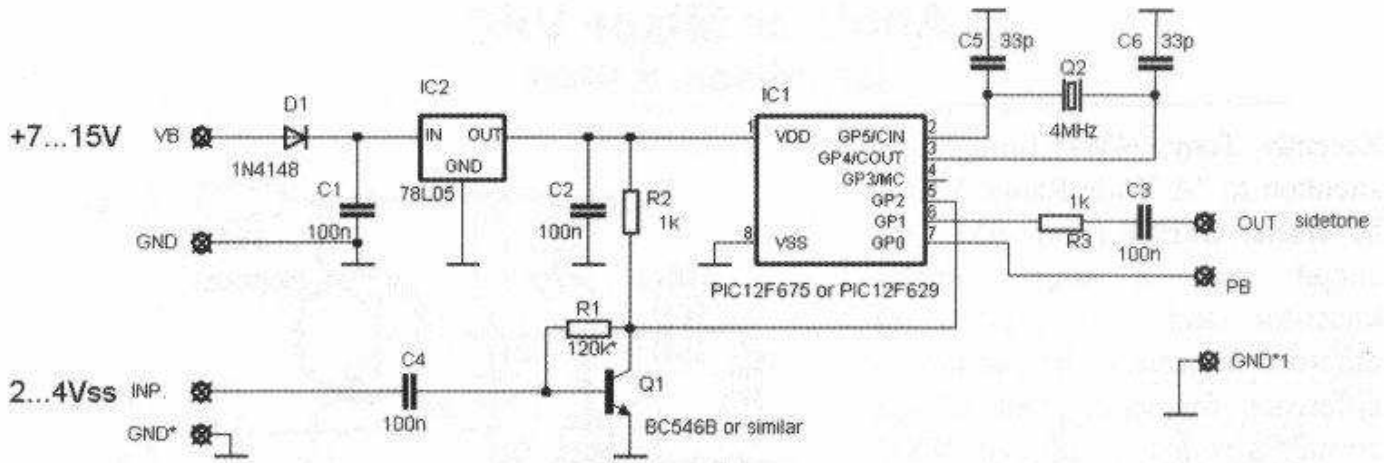 C5 33p
C6 33p
Q2
4MHz
IC2
IC1
D1
+7...15V VB
1N4148
IN OUT
GND
78L05
C1
100n
C2
100n
R2
1k
1 VDD GP5/CIN 2
GP4/COUT 3
GP3/MC 4
GP2 5
GP1 6
8 VSS GP0 7
PIC12F675 or PIC12F629
1k
R3
C3
100n
OUT sidetone
PB
GND
R1
120k*
C4
100n
Q1
BC546B or similar
GND*1
2...4Vss INP.
GND*